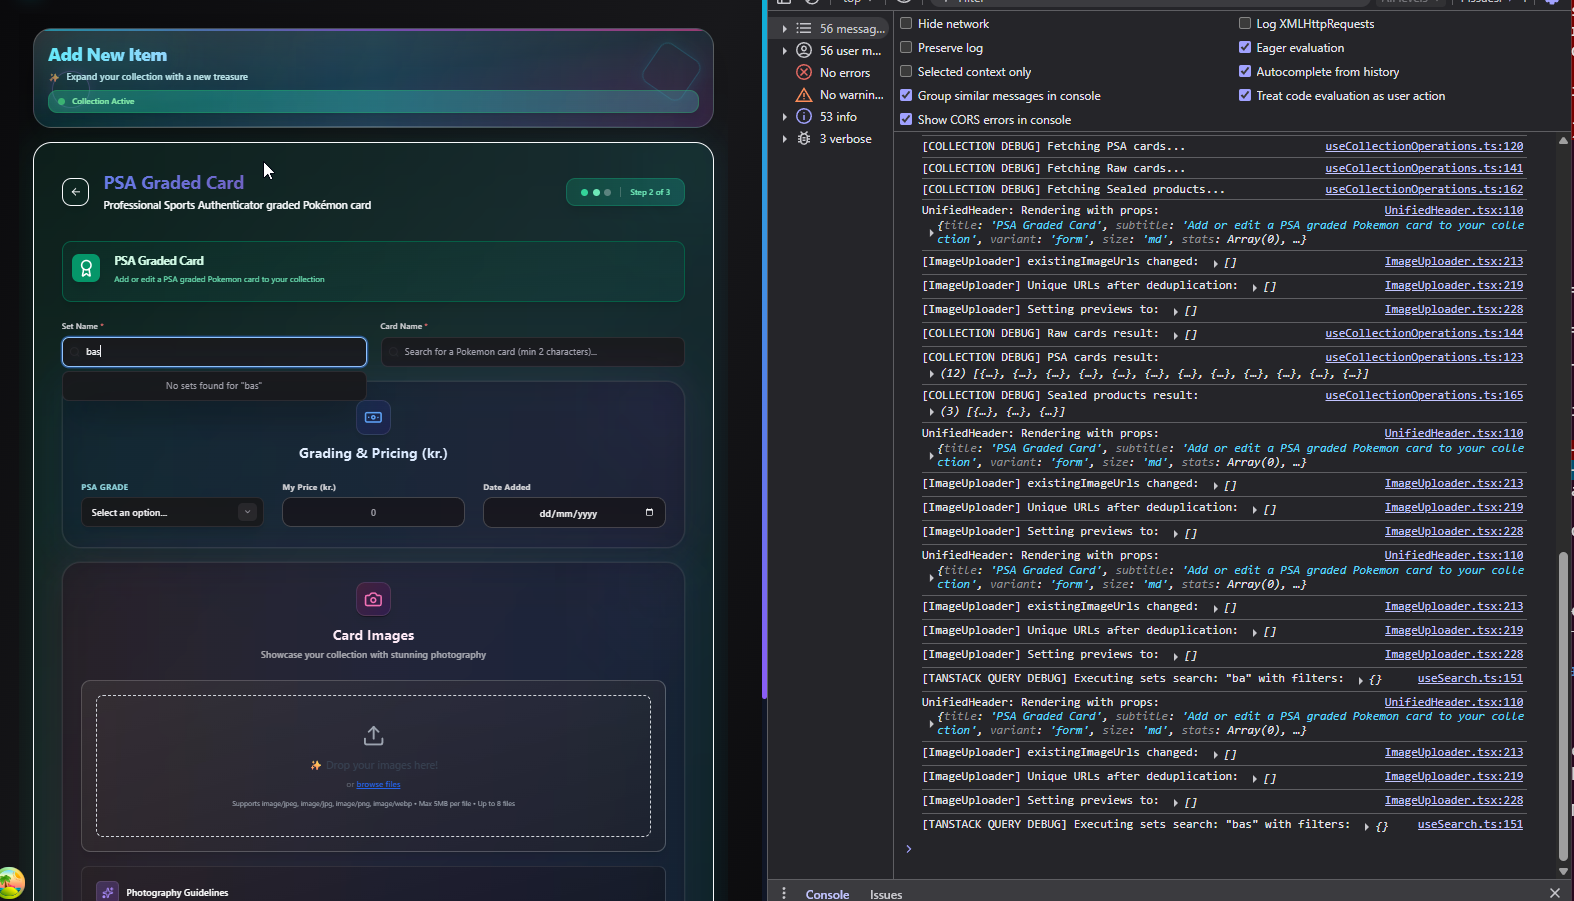 Add New Item
✨ Expand your collection with a new treasure
Collection Active
PSA Graded Card
Professional Sports Authenticator graded Pokémon card
Step 2 of 3
PSA Graded Card
Add or edit a PSA graded Pokemon card to your collection
Set Name *
Card Name *
bas
Search for a Pokemon card (min 2 characters)...
No sets found for "bas"
Grading & Pricing (kr.)
PSA GRADE
My Price (kr.)
Date Added
Select an option...
0
dd/mm/yyyy
Card Images
Showcase your collection with stunning photography
✨ Drop your images here!
or browse files
Supports image/jpeg, image/jpg, image/png, image/webp • Max 5MB per file • Up to 8 files
Photography Guidelines
56 messag...
56 user m...
No errors
No warnin...
53 info
3 verbose
Hide network
Log XMLHttpRequests
Preserve log
Eager evaluation
Selected context only
Autocomplete from history
Group similar messages in console
Treat code evaluation as user action
Show CORS errors in console
[COLLECTION DEBUG] Fetching PSA cards... useCollectionOperations.ts:120
[COLLECTION DEBUG] Fetching Raw cards... useCollectionOperations.ts:141
[COLLECTION DEBUG] Fetching Sealed products... useCollectionOperations.ts:162
UnifiedHeader: Rendering with props: UnifiedHeader.tsx:110
{title: 'PSA Graded Card', subtitle: 'Add or edit a PSA graded Pokemon card to your colle
ction', variant: 'form', size: 'md', stats: Array(0), …}
[ImageUploader] existingImageUrls changed: [] ImageUploader.tsx:213
[ImageUploader] Unique URLs after deduplication: [] ImageUploader.tsx:219
[ImageUploader] Setting previews to: [] ImageUploader.tsx:228
[COLLECTION DEBUG] Raw cards result: [] useCollectionOperations.ts:144
[COLLECTION DEBUG] PSA cards result: useCollectionOperations.ts:123
(12) [{…}, {…}, {…}, {…}, {…}, {…}, {…}, {…}, {…}, {…}, {…}, {…}]
[COLLECTION DEBUG] Sealed products result: useCollectionOperations.ts:165
(3) [{…}, {…}, {…}]
UnifiedHeader: Rendering with props: UnifiedHeader.tsx:110
{title: 'PSA Graded Card', subtitle: 'Add or edit a PSA graded Pokemon card to your colle
ction', variant: 'form', size: 'md', stats: Array(0), …}
[ImageUploader] existingImageUrls changed: [] ImageUploader.tsx:213
[ImageUploader] Unique URLs after deduplication: [] ImageUploader.tsx:219
[ImageUploader] Setting previews to: [] ImageUploader.tsx:228
UnifiedHeader: Rendering with props: UnifiedHeader.tsx:110
{title: 'PSA Graded Card', subtitle: 'Add or edit a PSA graded Pokemon card to your colle
ction', variant: 'form', size: 'md', stats: Array(0), …}
[ImageUploader] existingImageUrls changed: [] ImageUploader.tsx:213
[ImageUploader] Unique URLs after deduplication: [] ImageUploader.tsx:219
[ImageUploader] Setting previews to: [] ImageUploader.tsx:228
[TANSTACK QUERY DEBUG] Executing sets search: "ba" with filters: {} useSearch.ts:151
UnifiedHeader: Rendering with props: UnifiedHeader.tsx:110
{title: 'PSA Graded Card', subtitle: 'Add or edit a PSA graded Pokemon card to your colle
ction', variant: 'form', size: 'md', stats: Array(0), …}
[ImageUploader] existingImageUrls changed: [] ImageUploader.tsx:213
[ImageUploader] Unique URLs after deduplication: [] ImageUploader.tsx:219
[ImageUploader] Setting previews to: [] ImageUploader.tsx:228
[TANSTACK QUERY DEBUG] Executing sets search: "bas" with filters: {} useSearch.ts:151
Console
Issues